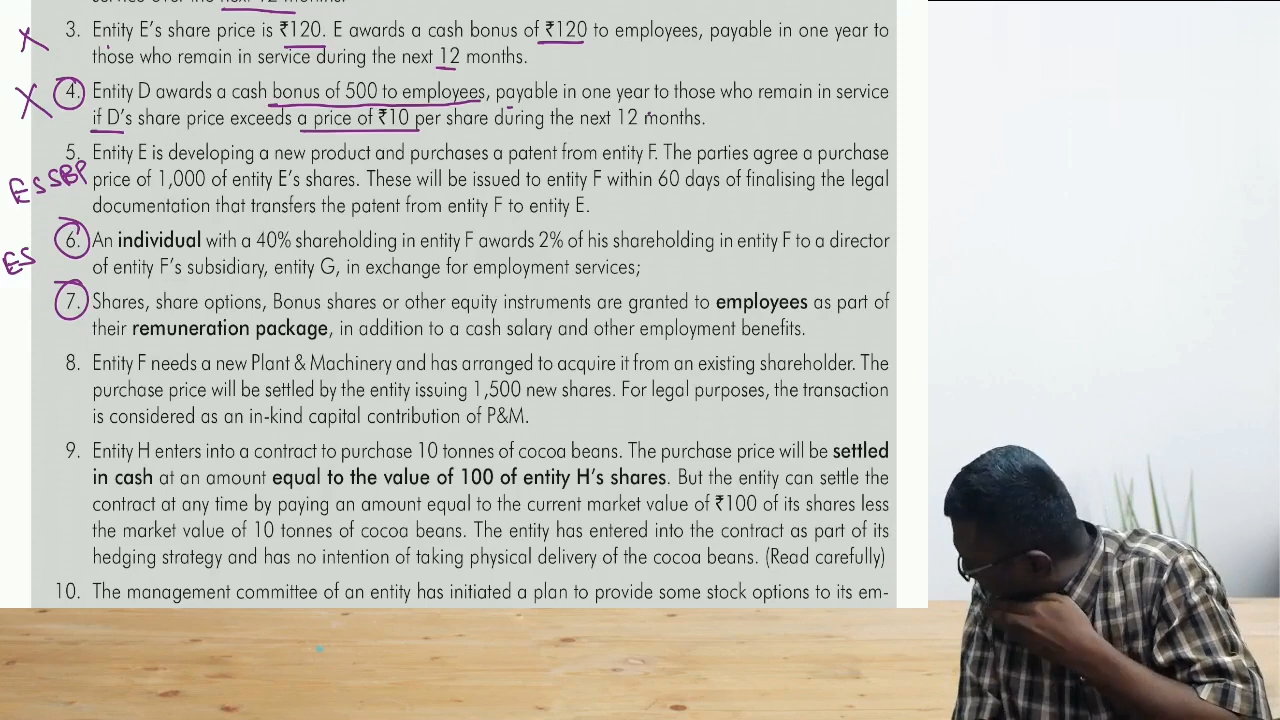 3. Entity E's share price is ₹120. E awards a cash bonus of ₹120 to employees, payable in one year to
those who remain in service during the next 12 months.
4. Entity D awards a cash bonus of 500 to employees, payable in one year to those who remain in service
if D's share price exceeds a price of ₹10 per share during the next 12 months.
5. Entity E is developing a new product and purchases a patent from entity F. The parties agree a purchase
ESSBP price of 1,000 of entity E's shares. These will be issued to entity F within 60 days of finalising the legal
documentation that transfers the patent from entity F to entity E.
6. An individual with a 40% shareholding in entity F awards 2% of his shareholding in entity F to a director
ES of entity F's subsidiary, entity G, in exchange for employment services;
7. Shares, share options, Bonus shares or other equity instruments are granted to employees as part of
their remuneration package, in addition to a cash salary and other employment benefits.
8. Entity F needs a new Plant & Machinery and has arranged to acquire it from an existing shareholder. The
purchase price will be settled by the entity issuing 1,500 new shares. For legal purposes, the transaction
is considered as an in-kind capital contribution of P&M.
9. Entity H enters into a contract to purchase 10 tonnes of cocoa beans. The purchase price will be settled
in cash at an amount equal to the value of 100 of entity H's shares. But the entity can settle the
contract at any time by paying an amount equal to the current market value of ₹100 of its shares less
the market value of 10 tonnes of cocoa beans. The entity has entered into the contract as part of its
hedging strategy and has no intention of taking physical delivery of the cocoa beans. (Read carefully)
10. The management committee of an entity has initiated a plan to provide some stock options to its em-